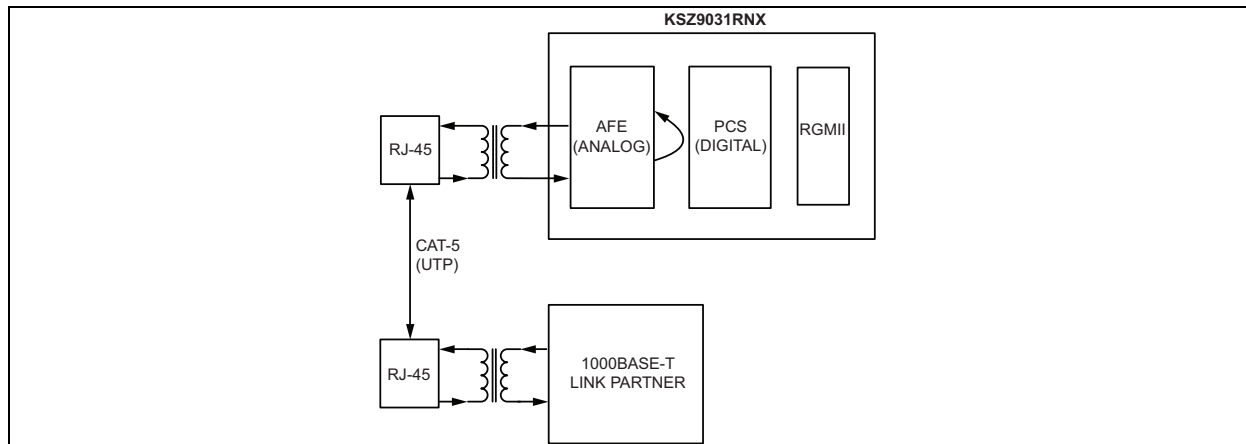 KSZ9031RNX
RJ-45
AFE
(ANALOG)
PCS
(DIGITAL)
RGMII
CAT-5
(UTP)
RJ-45
1000BASE-T
LINK PARTNER